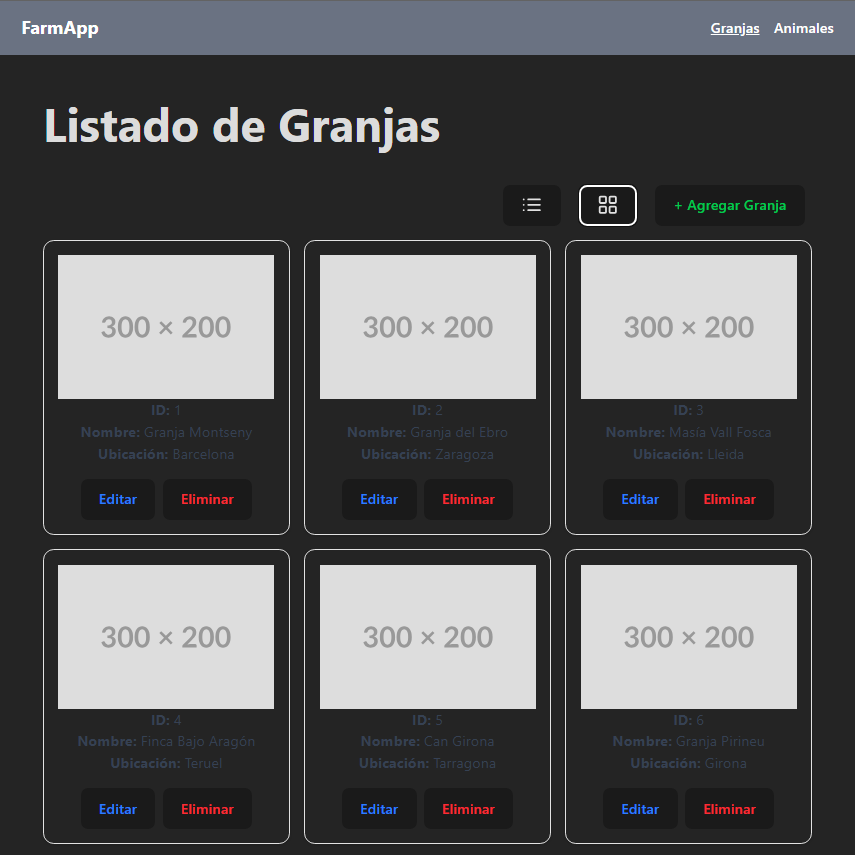 FarmApp
Granjas Animales
Listado de Granjas
+ Agregar Granja
300 × 200
ID: 1
Nombre: Granja Montseny
Ubicación: Barcelona
Editar Eliminar
300 × 200
ID: 2
Nombre: Granja del Ebro
Ubicación: Zaragoza
Editar Eliminar
300 × 200
ID: 3
Nombre: Masía Vall Fosca
Ubicación: Lleida
Editar Eliminar
300 × 200
ID: 4
Nombre: Finca Bajo Aragón
Ubicación: Teruel
Editar Eliminar
300 × 200
ID: 5
Nombre: Can Girona
Ubicación: Tarragona
Editar Eliminar
300 × 200
ID: 6
Nombre: Granja Pirineu
Ubicación: Girona
Editar Eliminar